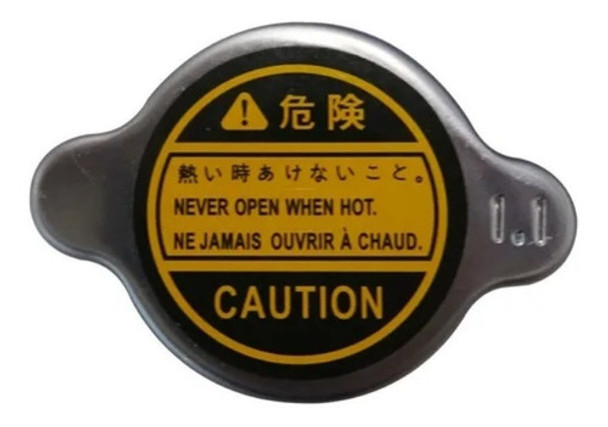 危険
熱い時あけないこと。
NEVER OPEN WHEN HOT.
NE JAMAIS OUVRIR À CHAUD.
CAUTION
1.1